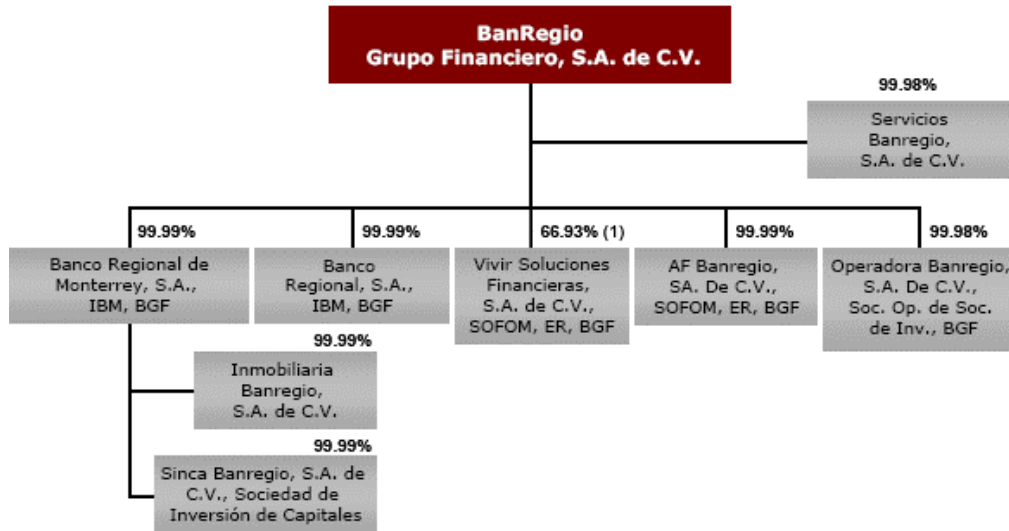 BanRegio
Grupo Financiero, S.A. de C.V.
99.98%
Servicios
Banregio,
S.A. de C.V.
99.99%
Banco Regional de
Monterrey, S.A.,
IBM, BGF
99.99%
Banco
Regional, S.A.,
IBM, BGF
66.93% (1)
Vivir Soluciones
Financieras,
S.A. de C.V.,
SOFOM, ER, BGF
99.99%
AF Banregio,
SA. De C.V.,
SOFOM, ER, BGF
99.98%
Operadora Banregio,
S.A. De C.V.,
Soc. Op. de Soc.
de Inv., BGF
99.99%
Inmobiliaria
Banregio,
S.A. de C.V.
99.99%
Sinca Banregio, S.A. de
C.V., Sociedad de
Inversión de Capitales